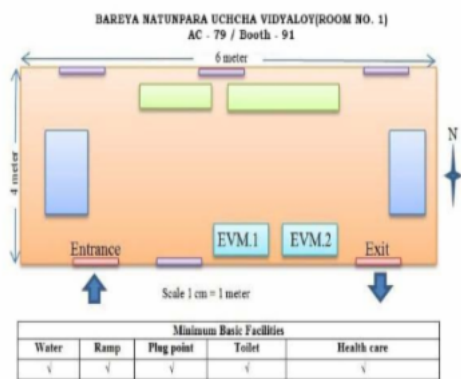 BAREYA NATUNPARA UCHCHA VIDYALOY(ROOM NO. 1)
AC - 79 / Booth - 91
6 meter
4 meter
N
EVM.1 EVM.2
Entrance Exit
Scale 1 cm = 1 meter
Minimum Basic Facilities
Water Ramp Plug point Toilet Health care
√ √ √ √ √